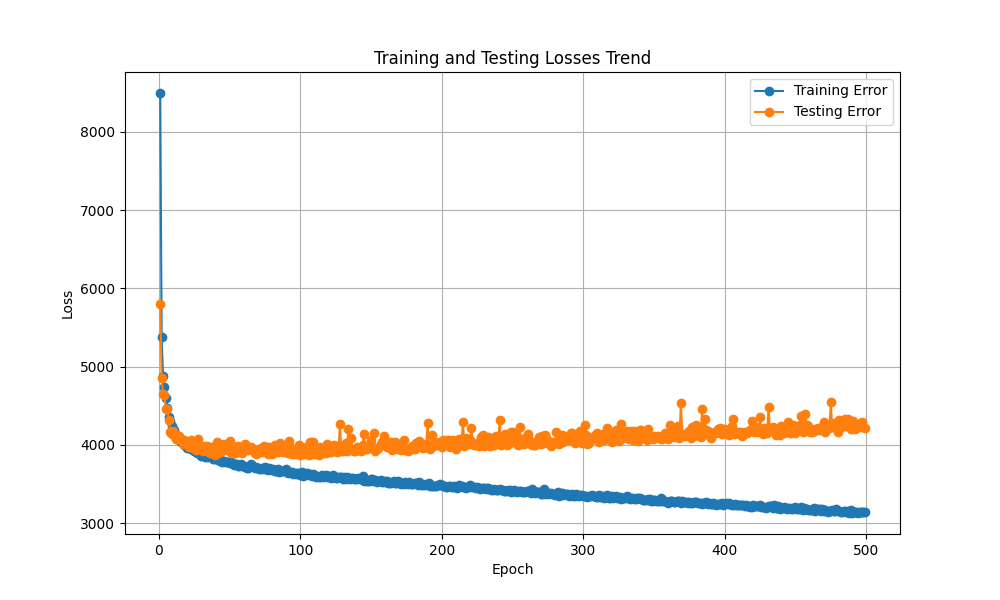 Training and Testing Losses Trend
Training Error
Testing Error
8000
7000
6000
5000
4000
3000
Loss
0 100 200 300 400 500
Epoch